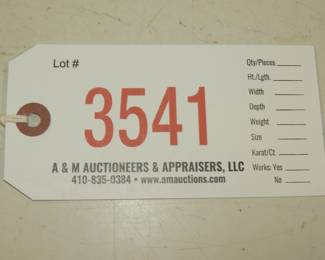 Lot #
3541
A & M AUCTIONEERS & APPRAISERS, LLC
410-835-0384 • www.amauctions.com
Qty/Pieces
Ht./Lgth.
Width
Depth
Weight
Size
Karat/Ct
Works: Yes
No